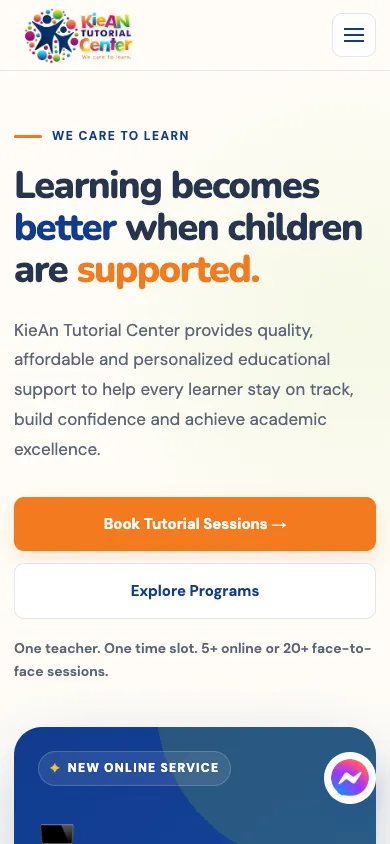 KieAN
TUTORIAL
Center
We care to learn.
WE CARE TO LEARN
Learning becomes
better when children
are supported.
KieAn Tutorial Center provides quality,
affordable and personalized educational
support to help every learner stay on track,
build confidence and achieve academic
excellence.
Book Tutorial Sessions →
Explore Programs
One teacher. One time slot. 5+ online or 20+ face-to-
face sessions.
✦ NEW ONLINE SERVICE